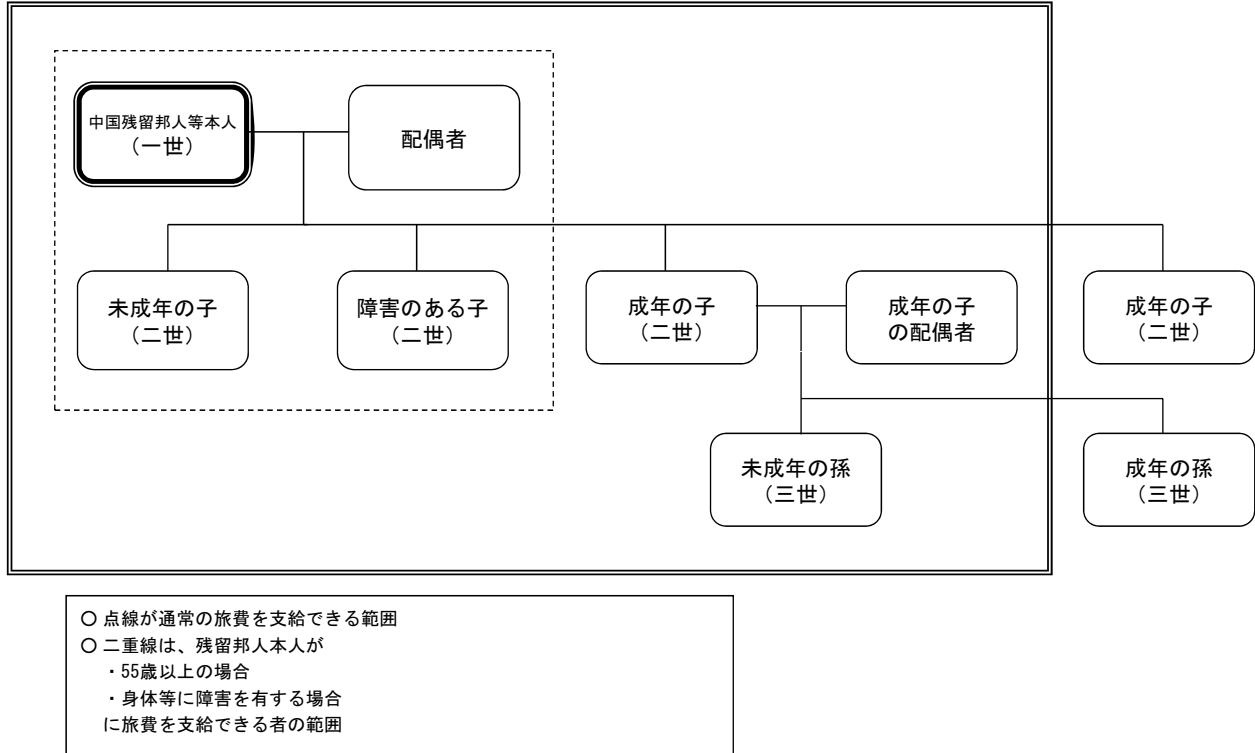 中国残留邦人等本人
（一世）
配偶者
未成年の子
（二世）
障害のある子
（二世）
成年の子
（二世）
成年の子
の配偶者
成年の子
（二世）
未成年の孫
（三世）
成年の孫
（三世）
○ 点線が通常の旅費を支給できる範囲
○ 二重線は、残留邦人本人が
・55歳以上の場合
・身体等に障害を有する場合
に旅費を支給できる者の範囲